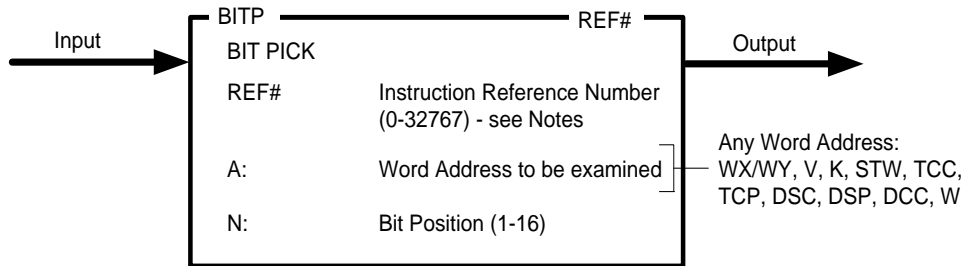 BITP REF#
Input
BIT PICK
Output
REF# Instruction Reference Number
(0-32767) - see Notes
A: Word Address to be examined
Any Word Address:
WX/WY, V, K, STW, TCC,
TCP, DSC, DSP, DCC, W
N: Bit Position (1-16)